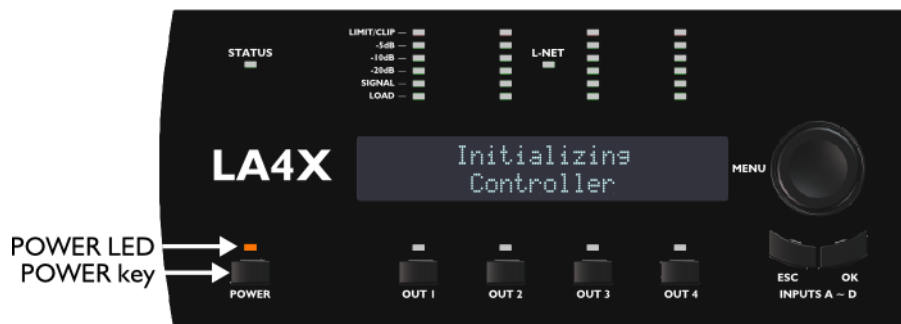 LIMIT/CLIP
-5dB
-10dB
-20dB
SIGNAL
LOAD
STATUS
L-NET
LA4X
Initializing
Controller
MENU
POWER LED
POWER key
POWER
OUT 1
OUT 2
OUT 3
OUT 4
ESC
OK
INPUTS A ~ D